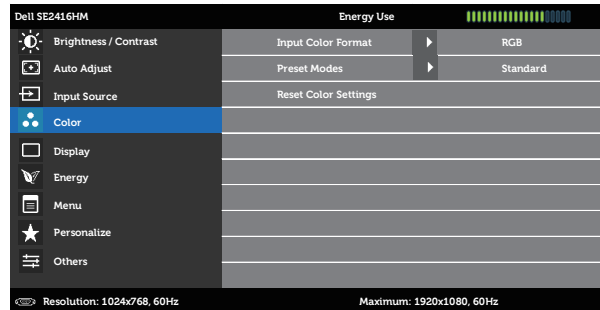 Dell SE2416HM Energy Use
Brightness / Contrast Input Color Format RGB
Auto Adjust Preset Modes Standard
Input Source Reset Color Settings
Color
Display
Energy
Menu
Personalize
Others
Resolution: 1024x768, 60Hz Maximum: 1920x1080, 60Hz